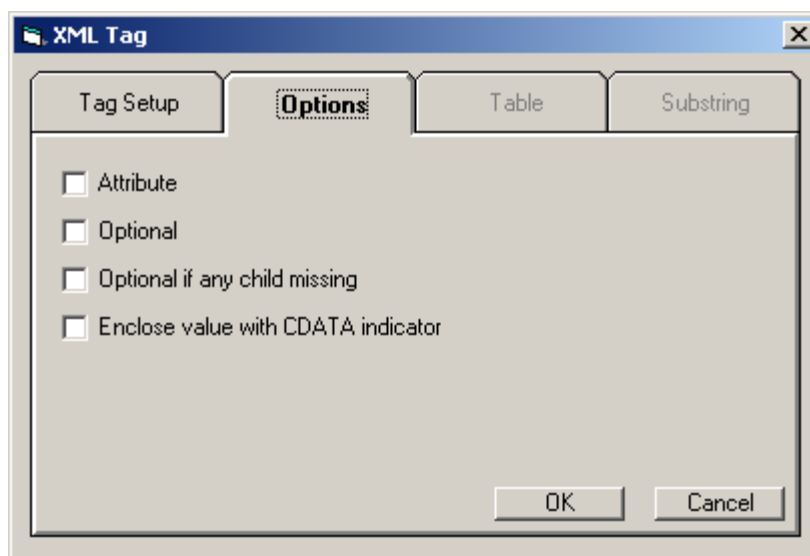 XML Tag
Tag Setup Options Table Substring
Attribute
Optional
Optional if any child missing
Enclose value with CDATA indicator
OK Cancel